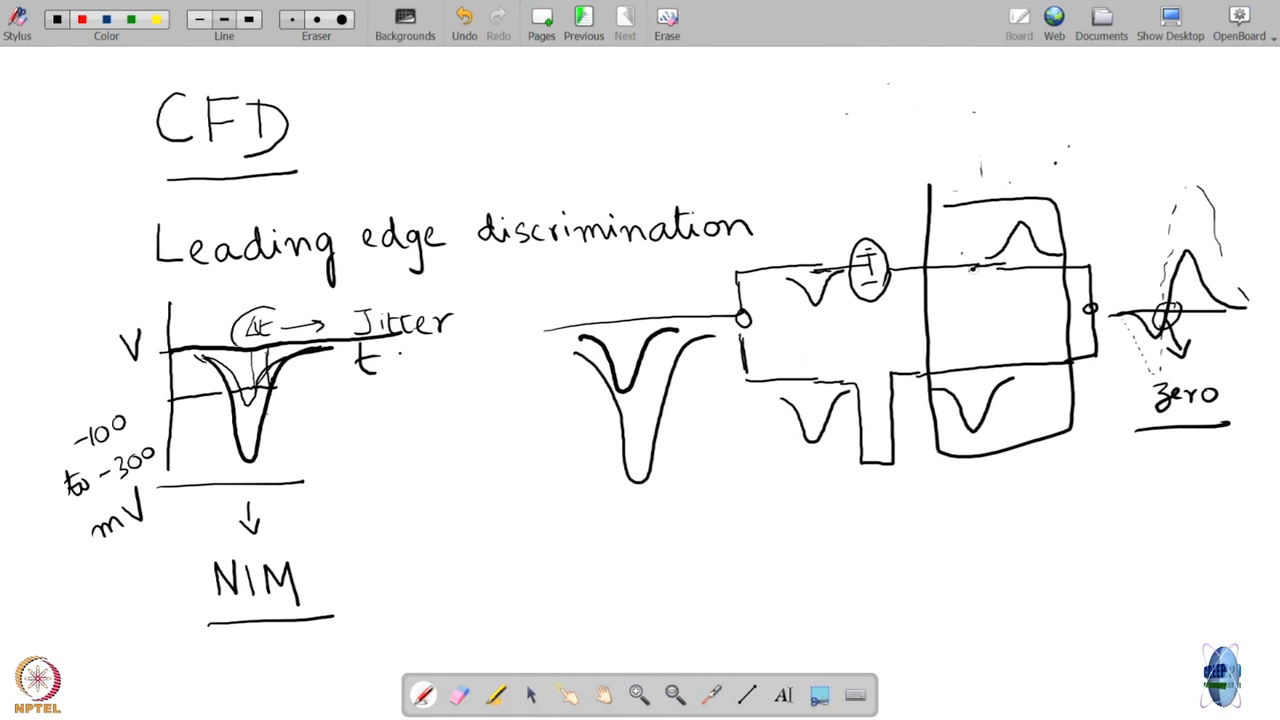 Stylus
Color
Line
Eraser
Backgrounds
Undo
Redo
Pages
Previous
Next
Erase
Board
Web
Documents
Show Desktop
OpenBoard
CFD
Leading edge discrimination
Δt → Jitter
V
t
-100
to -300
mV
NIM
I
zero
NPTEL